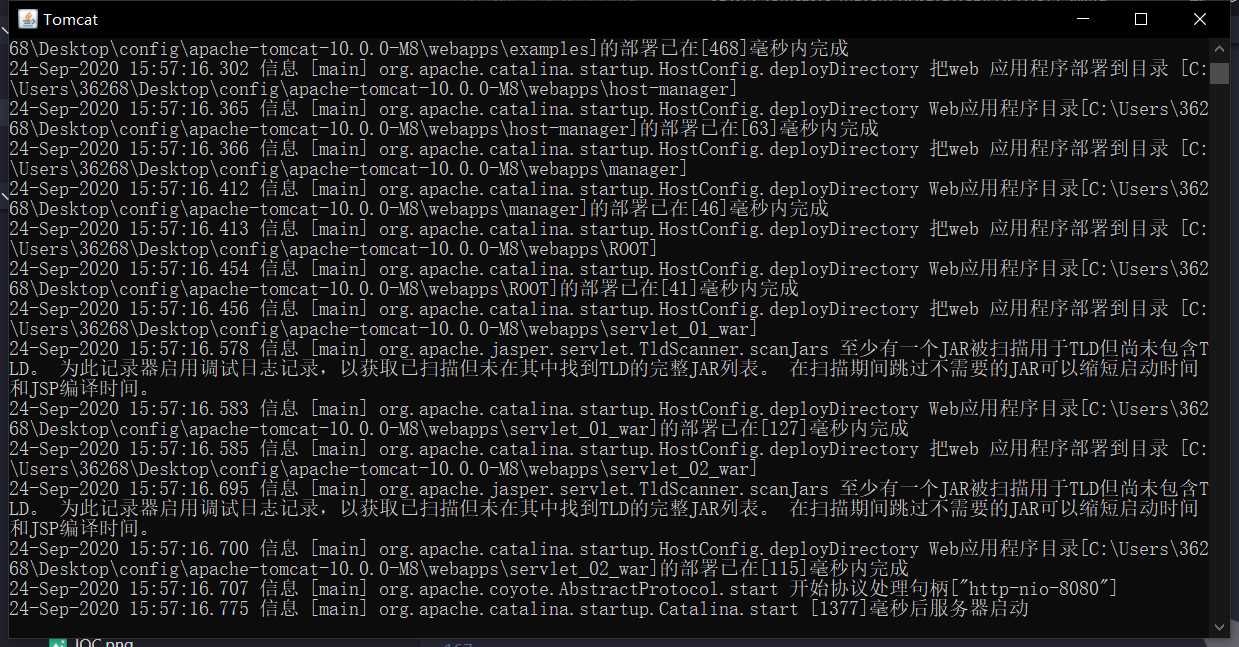 Tomcat
68\Desktop\config\apache-tomcat-10.0.0-M8\webapps\examples]的部署已在[468]毫秒内完成
24-Sep-2020 15:57:16.302 信息 [main] org.apache.catalina.startup.HostConfig.deployDirectory 把web 应用程序部署到目录 [C:
\Users\36268\Desktop\config\apache-tomcat-10.0.0-M8\webapps\host-manager]
24-Sep-2020 15:57:16.365 信息 [main] org.apache.catalina.startup.HostConfig.deployDirectory Web应用程序目录[C:\Users\362
68\Desktop\config\apache-tomcat-10.0.0-M8\webapps\host-manager]的部署已在[63]毫秒内完成
24-Sep-2020 15:57:16.366 信息 [main] org.apache.catalina.startup.HostConfig.deployDirectory 把web 应用程序部署到目录 [C:
\Users\36268\Desktop\config\apache-tomcat-10.0.0-M8\webapps\manager]
24-Sep-2020 15:57:16.412 信息 [main] org.apache.catalina.startup.HostConfig.deployDirectory Web应用程序目录[C:\Users\362
68\Desktop\config\apache-tomcat-10.0.0-M8\webapps\manager]的部署已在[46]毫秒内完成
24-Sep-2020 15:57:16.413 信息 [main] org.apache.catalina.startup.HostConfig.deployDirectory 把web 应用程序部署到目录 [C:
\Users\36268\Desktop\config\apache-tomcat-10.0.0-M8\webapps\ROOT]
24-Sep-2020 15:57:16.454 信息 [main] org.apache.catalina.startup.HostConfig.deployDirectory Web应用程序目录[C:\Users\362
68\Desktop\config\apache-tomcat-10.0.0-M8\webapps\ROOT]的部署已在[41]毫秒内完成
24-Sep-2020 15:57:16.456 信息 [main] org.apache.catalina.startup.HostConfig.deployDirectory 把web 应用程序部署到目录 [C:
\Users\36268\Desktop\config\apache-tomcat-10.0.0-M8\webapps\servlet_01_war]
24-Sep-2020 15:57:16.578 信息 [main] org.apache.jasper.servlet.TldScanner.scanJars 至少有一个JAR被扫描用于TLD但尚未包含T
LD。 为此记录器启用调试日志记录，以获取已扫描但未在其中找到TLD的完整JAR列表。 在扫描期间跳过不需要的JAR可以缩短启动时间
和JSP编译时间。
24-Sep-2020 15:57:16.583 信息 [main] org.apache.catalina.startup.HostConfig.deployDirectory Web应用程序目录[C:\Users\362
68\Desktop\config\apache-tomcat-10.0.0-M8\webapps\servlet_01_war]的部署已在[127]毫秒内完成
24-Sep-2020 15:57:16.585 信息 [main] org.apache.catalina.startup.HostConfig.deployDirectory 把web 应用程序部署到目录 [C:
\Users\36268\Desktop\config\apache-tomcat-10.0.0-M8\webapps\servlet_02_war]
24-Sep-2020 15:57:16.695 信息 [main] org.apache.jasper.servlet.TldScanner.scanJars 至少有一个JAR被扫描用于TLD但尚未包含T
LD。 为此记录器启用调试日志记录，以获取已扫描但未在其中找到TLD的完整JAR列表。 在扫描期间跳过不需要的JAR可以缩短启动时间
和JSP编译时间。
24-Sep-2020 15:57:16.700 信息 [main] org.apache.catalina.startup.HostConfig.deployDirectory Web应用程序目录[C:\Users\362
68\Desktop\config\apache-tomcat-10.0.0-M8\webapps\servlet_02_war]的部署已在[115]毫秒内完成
24-Sep-2020 15:57:16.707 信息 [main] org.apache.coyote.AbstractProtocol.start 开始协议处理句柄["http-nio-8080"]
24-Sep-2020 15:57:16.775 信息 [main] org.apache.catalina.startup.Catalina.start [1377]毫秒后服务器启动